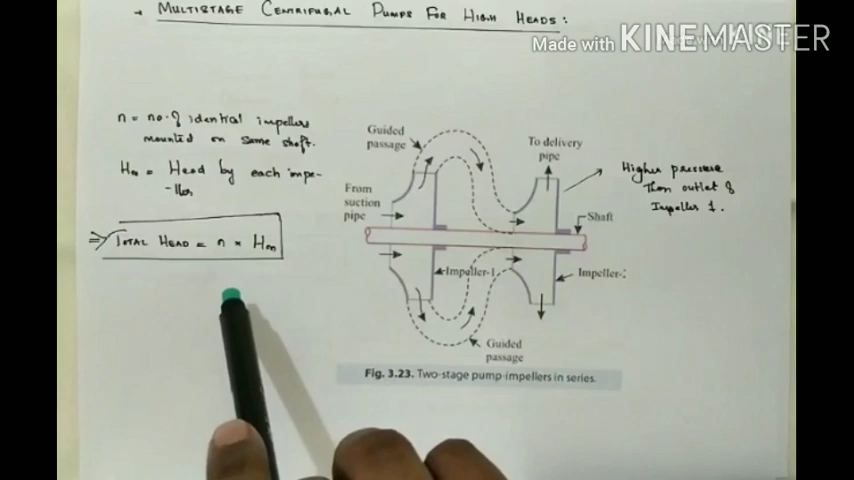 → MULTISTAGE CENTRIFUGAL PUMPS FOR HIGH HEADS:
Made with KINEMASTER
n = no. of identical impellers
mounted on same shaft.
Hm = Head by each impe-
-ller
⇒ TOTAL HEAD = n × Hm
Guided
passage
To delivery
pipe
From
suction
pipe
Shaft
Impeller-1
Impeller-2
Guided
passage
Higher pressure
than outlet of
Impeller 1.
Fig. 3.23. Two-stage pump-impellers in series.